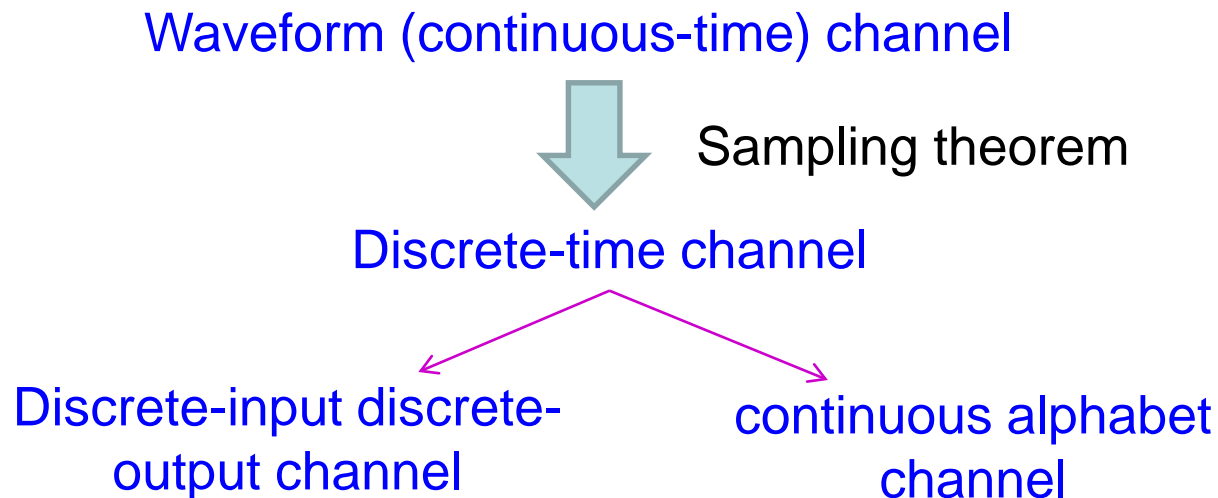 Waveform (continuous-time) channel
Sampling theorem
Discrete-time channel
Discrete-input discrete-
output channel
continuous alphabet
channel